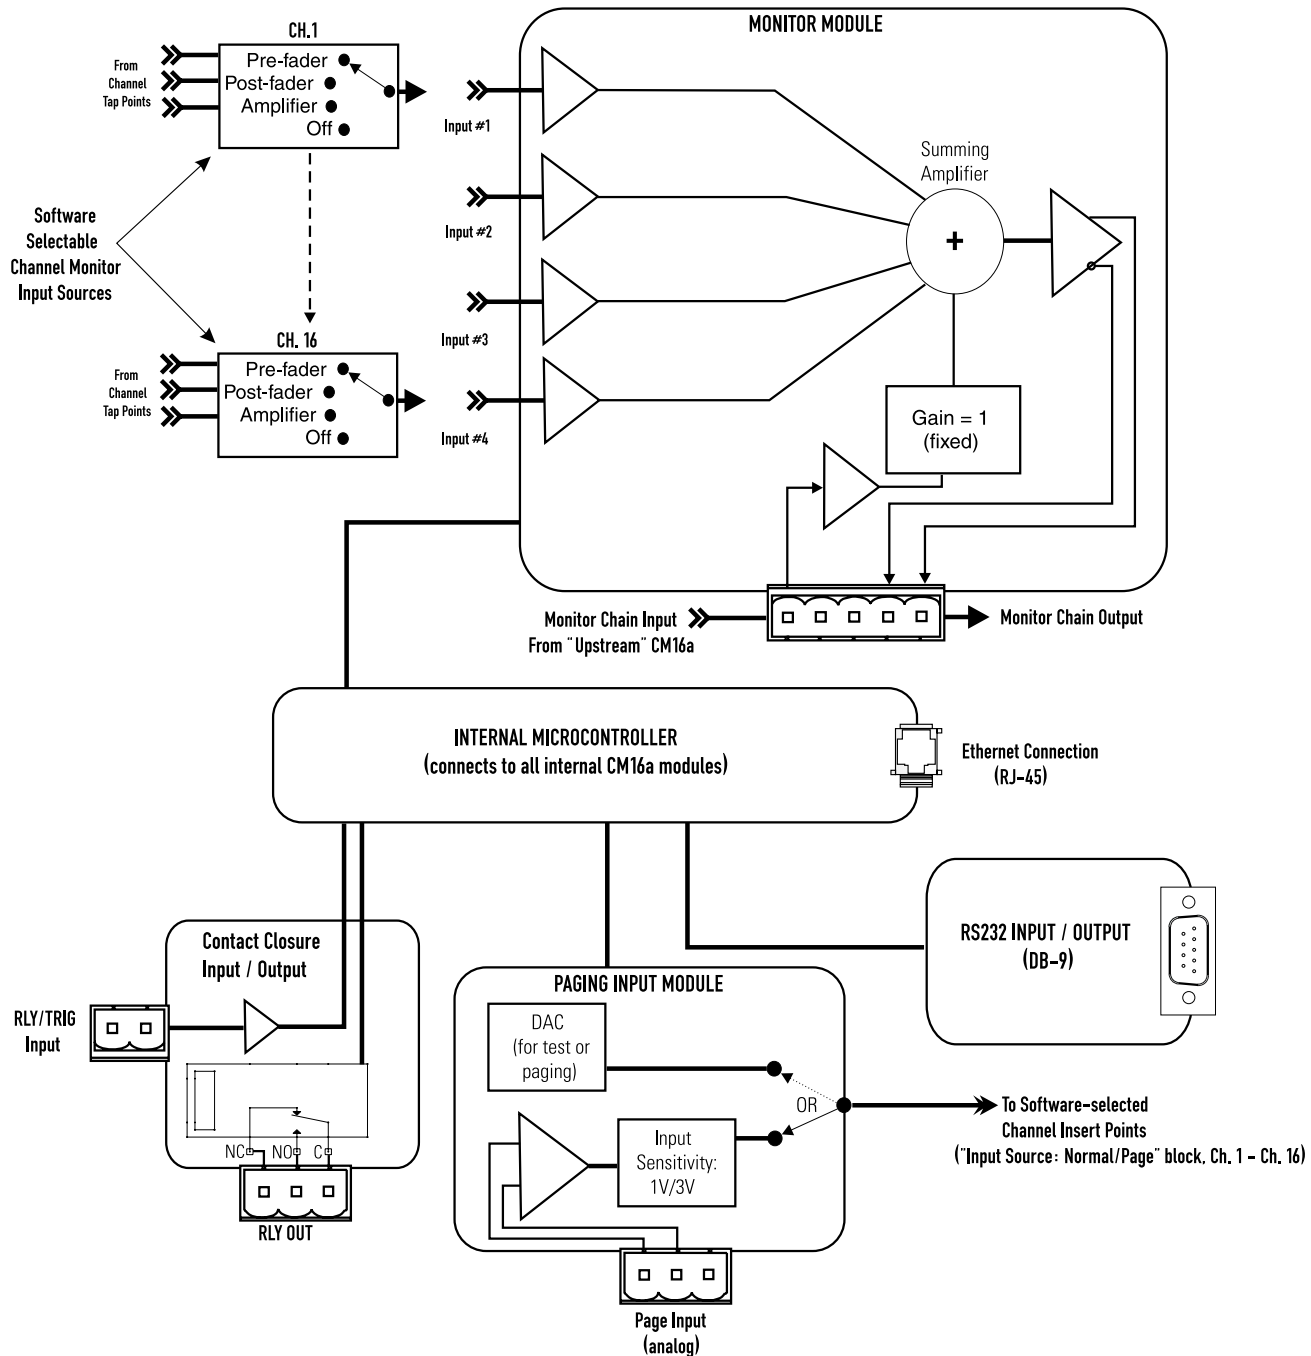 MONITOR MODULE
CH.1
From
Channel
Tap Points
Pre-fader
Post-fader
Amplifier
Off
Input #1
Input #2
Input #3
Input #4
Summing
Amplifier
+
Software
Selectable
Channel Monitor
Input Sources
CH. 16
From
Channel
Tap Points
Pre-fader
Post-fader
Amplifier
Off
Gain = 1
(fixed)
Monitor Chain Input
From "Upstream" CM16a
Monitor Chain Output
INTERNAL MICROCONTROLLER
(connects to all internal CM16a modules)
Ethernet Connection
(RJ-45)
Contact Closure
Input / Output
RLY/TRIG
Input
NC
NO
C
RLY OUT
PAGING INPUT MODULE
DAC
(for test or
paging)
OR
Input
Sensitivity:
1V/3V
Page Input
(analog)
RS232 INPUT / OUTPUT
(DB-9)
To Software-selected
Channel Insert Points
("Input Source: Normal/Page" block, Ch. 1 - Ch. 16)